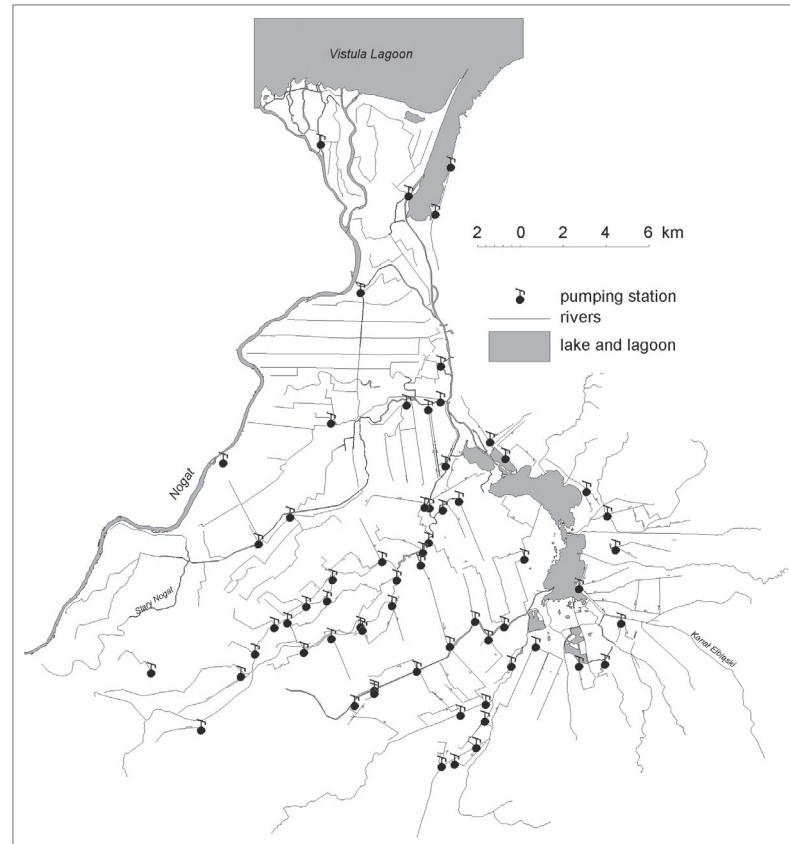 Vistula Lagoon
2 0 2 4 6 km
pumping station
rivers
lake and lagoon
Nogat
Stary Nogat
Kanał Elbląski